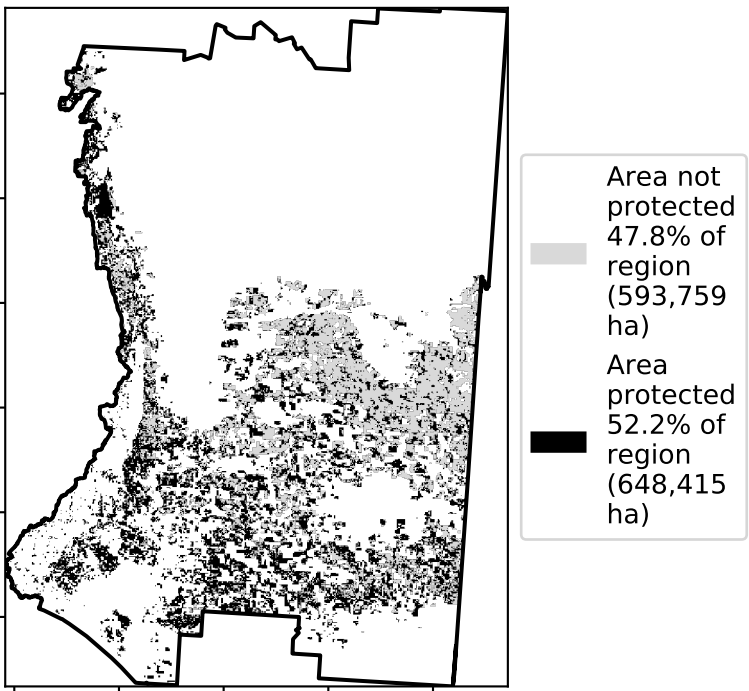 Area not
protected
47.8% of
region
(593,759
ha)
Area
protected
52.2% of
region
(648,415
ha)